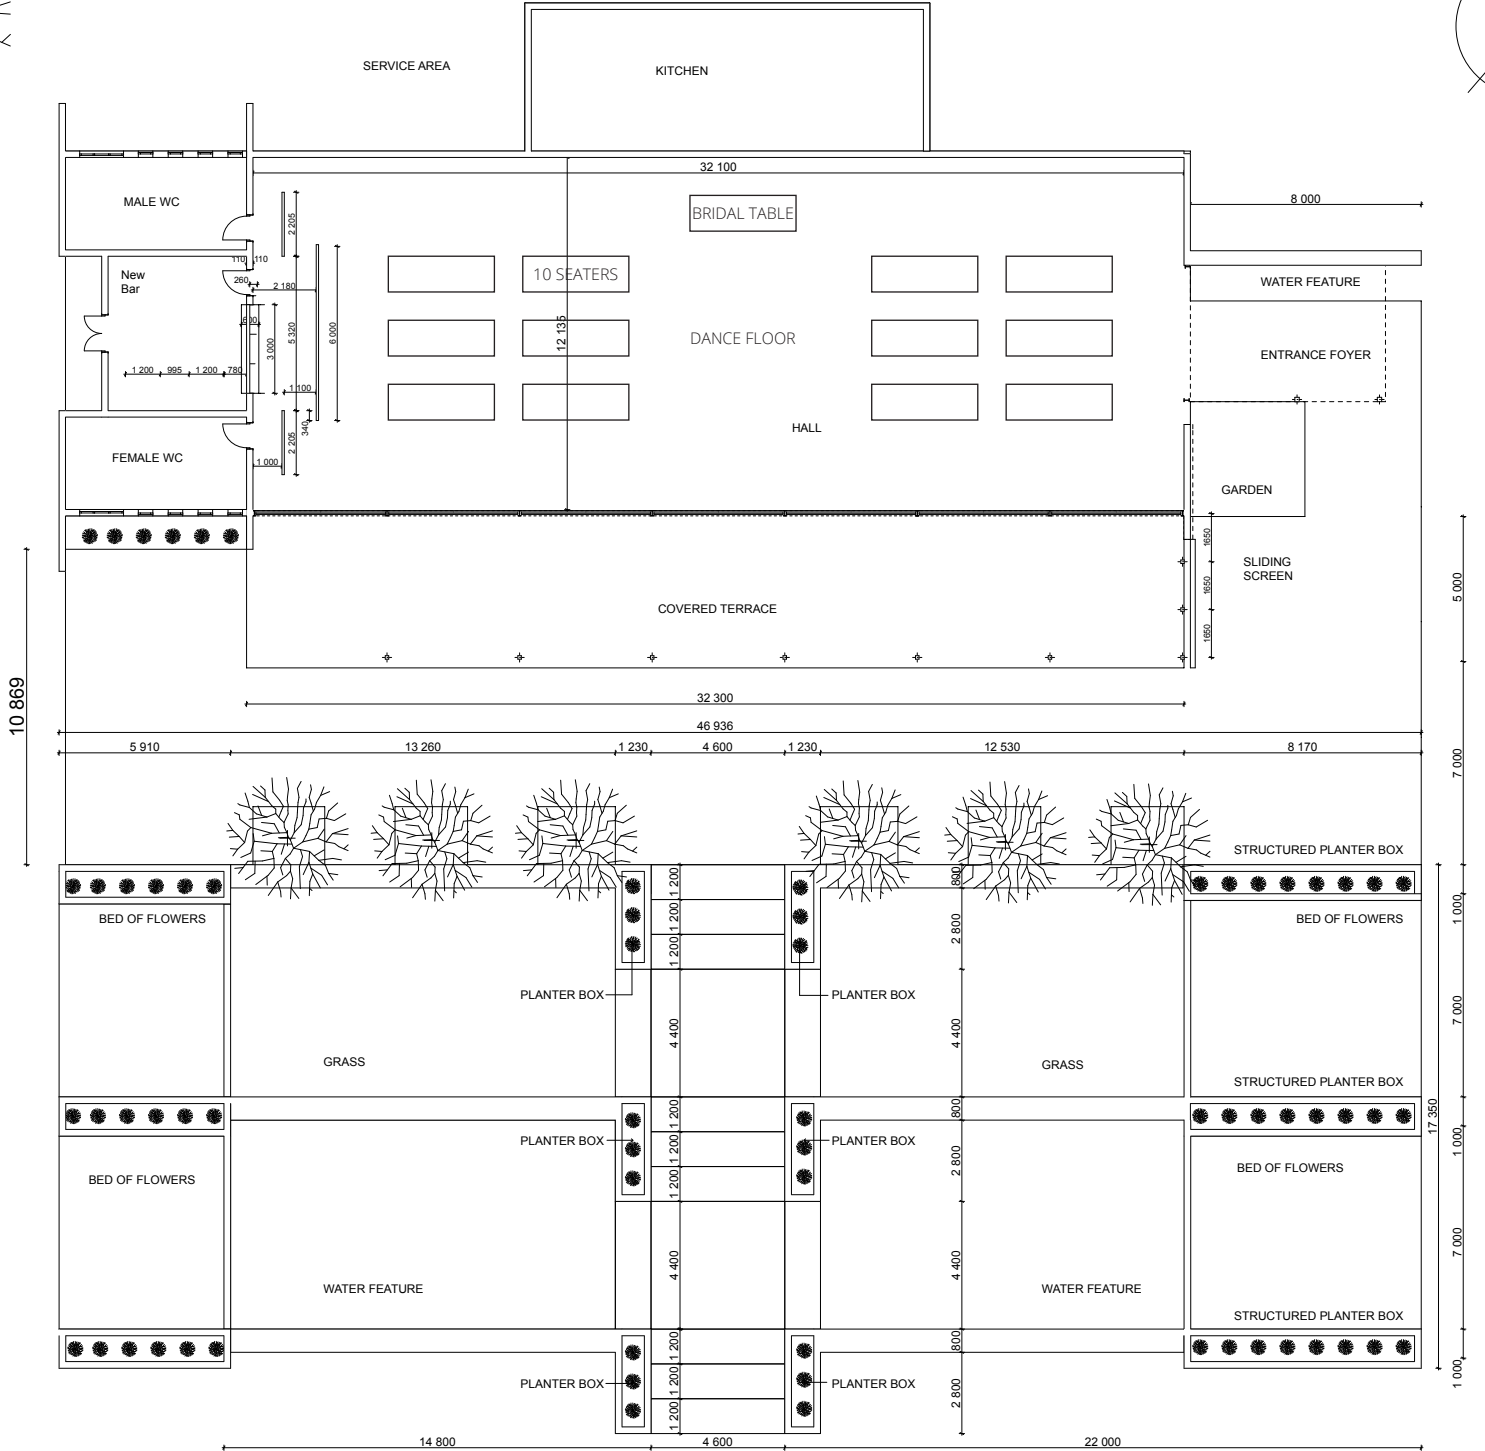 SERVICE AREA
KITCHEN
32 100
MALE WC
8 000
BRIDAL TABLE
2 205
110
110
New
Bar
260
2 180
10 SEATERS
WATER FEATURE
600
3 000
5 320
6 000
12 135
DANCE FLOOR
ENTRANCE FOYER
1 200
995
1 200
780
1 100
340
2 205
HALL
FEMALE WC
1 000
GARDEN
1650
SLIDING
SCREEN
1650
5 000
COVERED TERRACE
1650
10 869
32 300
46 936
5 910
13 260
1 230
4 600
1 230
12 530
8 170
7 000
STRUCTURED PLANTER BOX
1 200
800
BED OF FLOWERS
1 200
2 800
BED OF FLOWERS
1 000
1 200
PLANTER BOX
PLANTER BOX
7 000
4 400
4 400
GRASS
GRASS
STRUCTURED PLANTER BOX
1 200
800
17 350
PLANTER BOX
1 200
PLANTER BOX
2 800
1 000
BED OF FLOWERS
1 200
BED OF FLOWERS
7 000
4 400
4 400
WATER FEATURE
WATER FEATURE
STRUCTURED PLANTER BOX
1 200
800
PLANTER BOX
1 200
PLANTER BOX
2 800
1 000
1 200
14 800
4 600
22 000